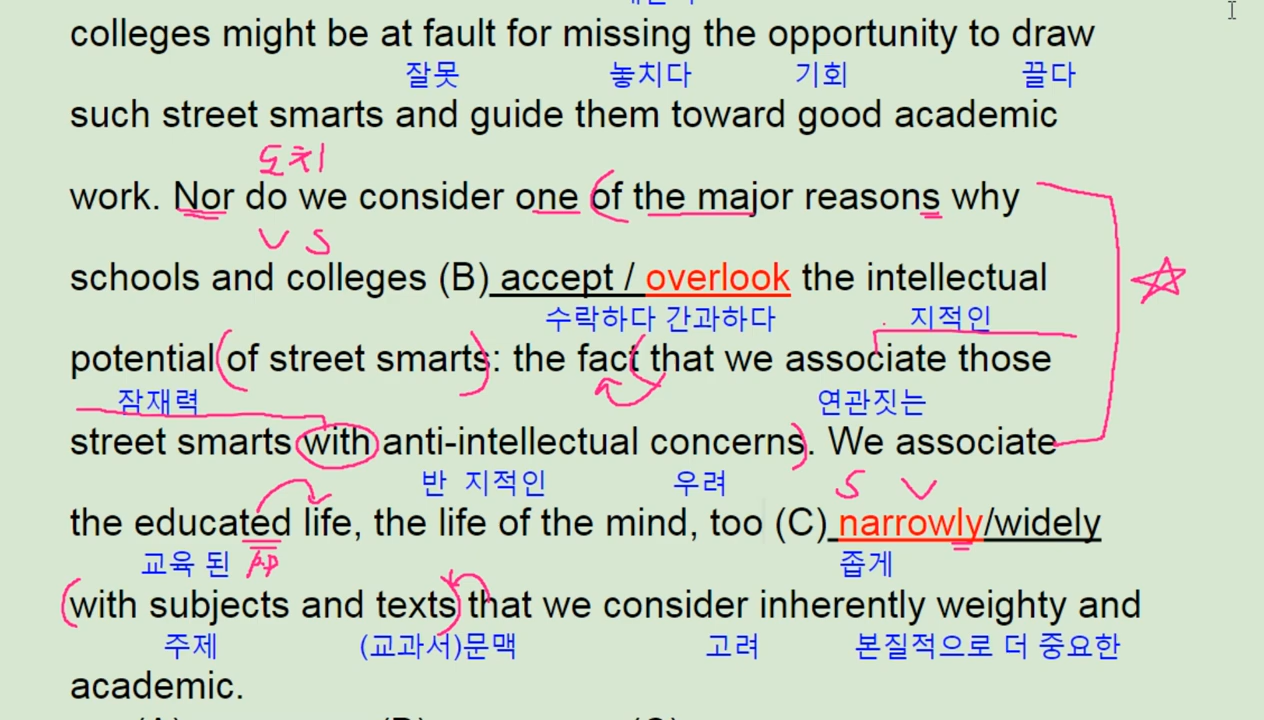 colleges might be at fault for missing the opportunity to draw
잘못 놓치다 기회 끌다
such street smarts and guide them toward good academic
도치
work. Nor do we consider one of the major reasons why
V S
schools and colleges (B) accept / overlook the intellectual
수락하다 간과하다 지적인
potential of street smarts: the fact that we associate those
잠재력 연관짓는
street smarts with anti-intellectual concerns. We associate
반 지적인 우려 S V
the educated life, the life of the mind, too (C) narrowly/widely
교육 된 p.p 좁게
with subjects and texts that we consider inherently weighty and
주제 (교과서)문맥 고려 본질적으로 더 중요한
academic.